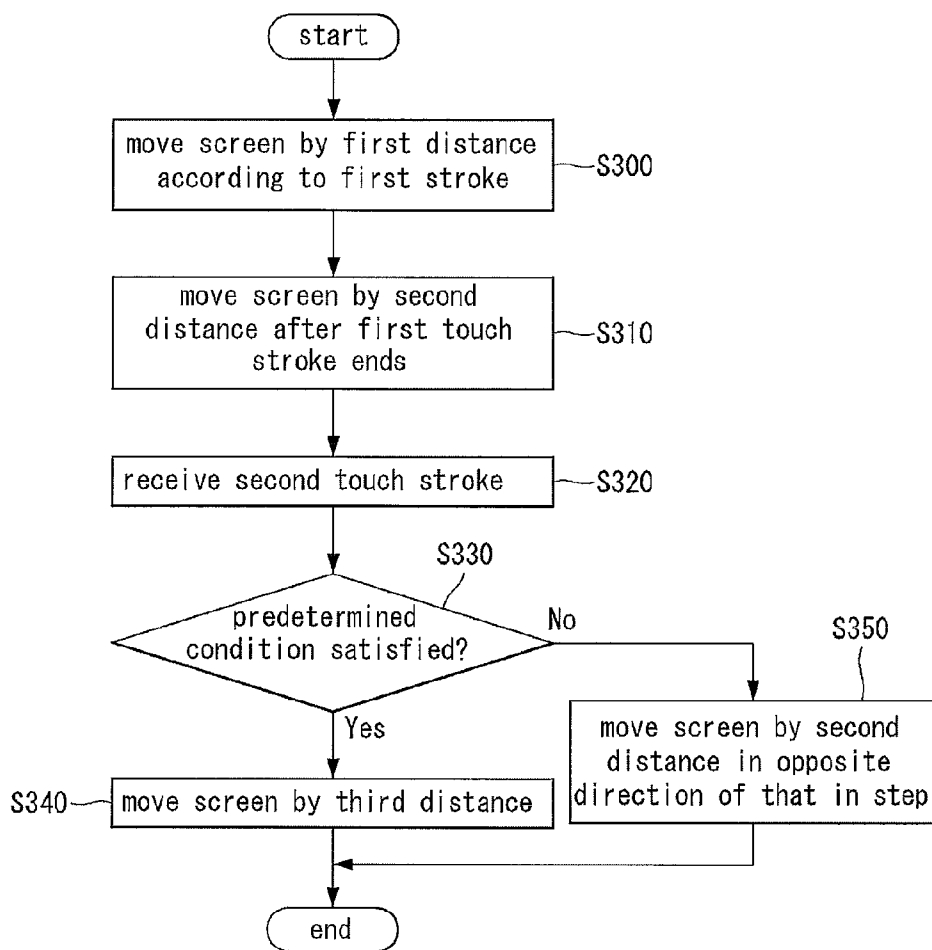 start
move screen by first distance
according to first stroke
S300
move screen by second
distance after first touch
stroke ends
S310
receive second touch stroke
S320
S330
predetermined
condition satisfied?
No
S350
Yes
move screen by second
distance in opposite
direction of that in step
S340
move screen by third distance
end